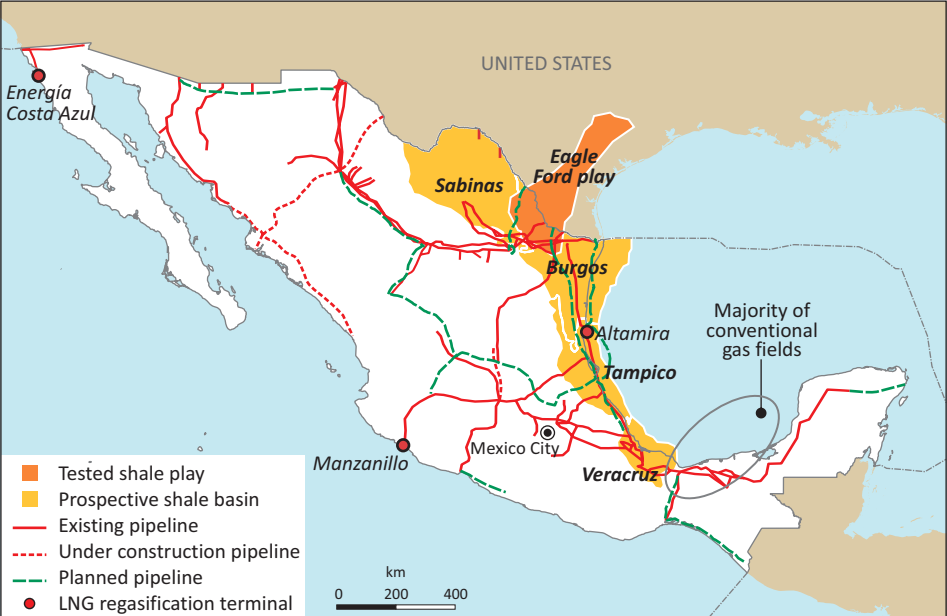 UNITED STATES
Energía
Costa Azul
Eagle
Ford play
Sabinas
Burgos
Majority of
conventional
gas fields
Altamira
Tampico
Mexico City
Manzanillo
Veracruz
Tested shale play
Prospective shale basin
Existing pipeline
Under construction pipeline
Planned pipeline
LNG regasification terminal
km
0 200 400